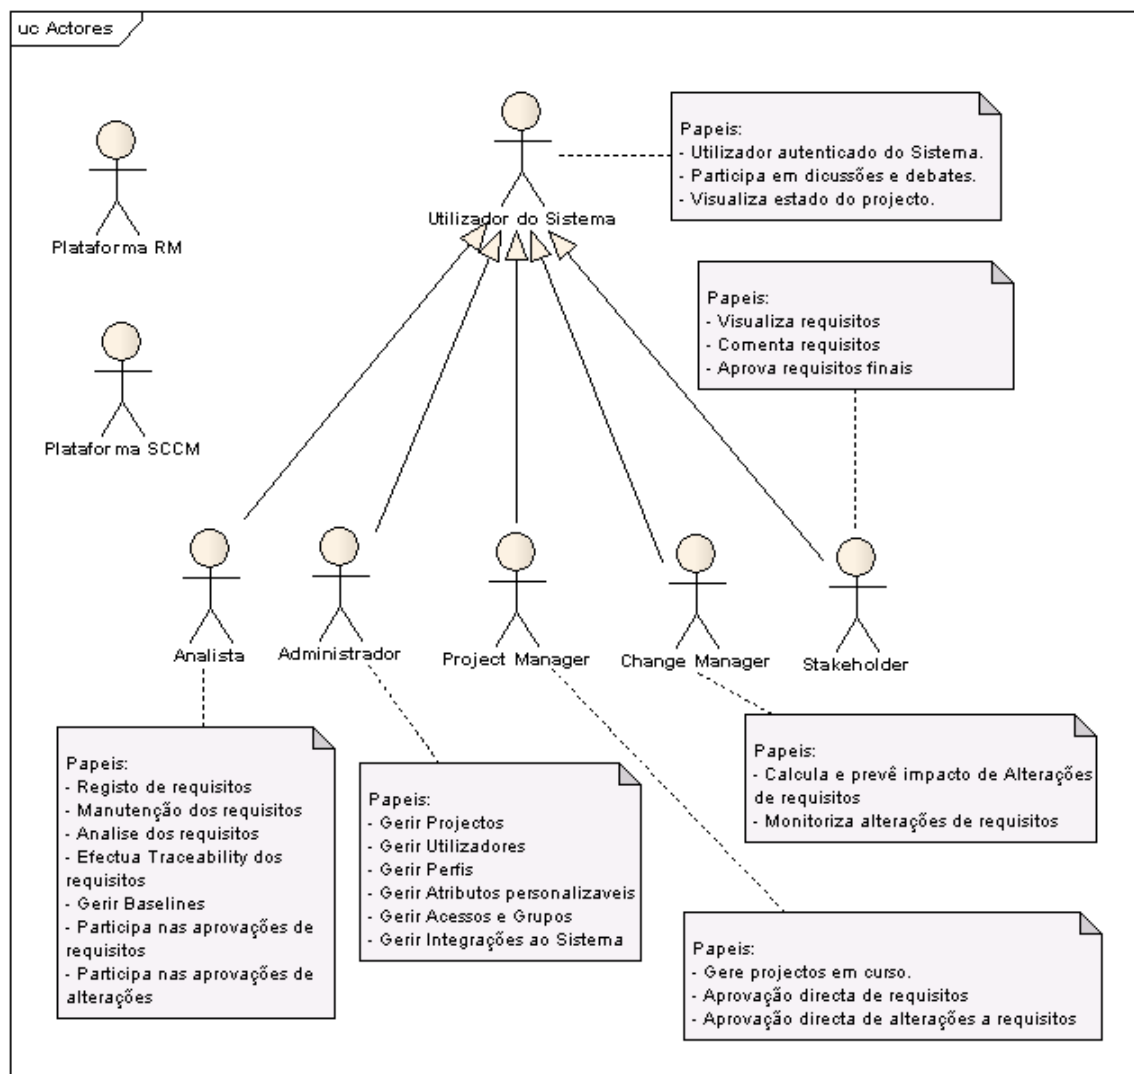 uc Actores
Papeis:
- Utilizador autenticado do Sistema.
- Participa em dicussões e debates.
- Visualiza estado do projecto.
Utilizador do Sistema
Plataforma RM
Papeis:
- Visualiza requisitos
- Comenta requisitos
- Aprova requisitos finais
Plataforma SCCM
Analista
Administrador
Project Manager
Change Manager
Stakeholder
Papeis:
- Registo de requisitos
- Manutenção dos requisitos
- Analise dos requisitos
- Efectua Traceability dos
requisitos
- Gerir Baselines
- Participa nas aprovações de
requisitos
- Participa nas aprovações de
alterações
Papeis:
- Gerir Projectos
- Gerir Utilizadores
- Gerir Perfis
- Gerir Atributos personalizaveis
- Gerir Acessos e Grupos
- Gerir Integrações ao Sistema
Papeis:
- Calcula e prevê impacto de Alterações
de requisitos
- Monitoriza alterações de requisitos
Papeis:
- Gere projectos em curso.
- Aprovação directa de requisitos
- Aprovação directa de alterações a requisitos